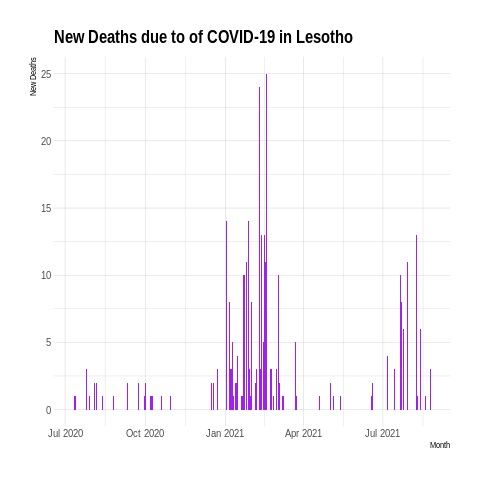 New Deaths due to of COVID-19 in Lesotho
New Deaths
25
20
15
10
5
0
Jul 2020 Oct 2020 Jan 2021 Apr 2021 Jul 2021
Month